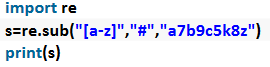 import re
s=re.sub("[a-z]","#","a7b9c5k8z")
print(s)